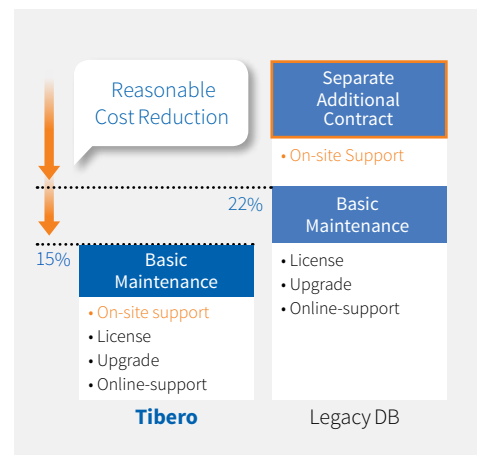 Reasonable
Cost Reduction
Separate
Additional
Contract
• On-site Support
22%
Basic
Maintenance
• License
• Upgrade
• Online-support
15%
Basic
Maintenance
• On-site support
• License
• Upgrade
• Online-support
Tibero
Legacy DB